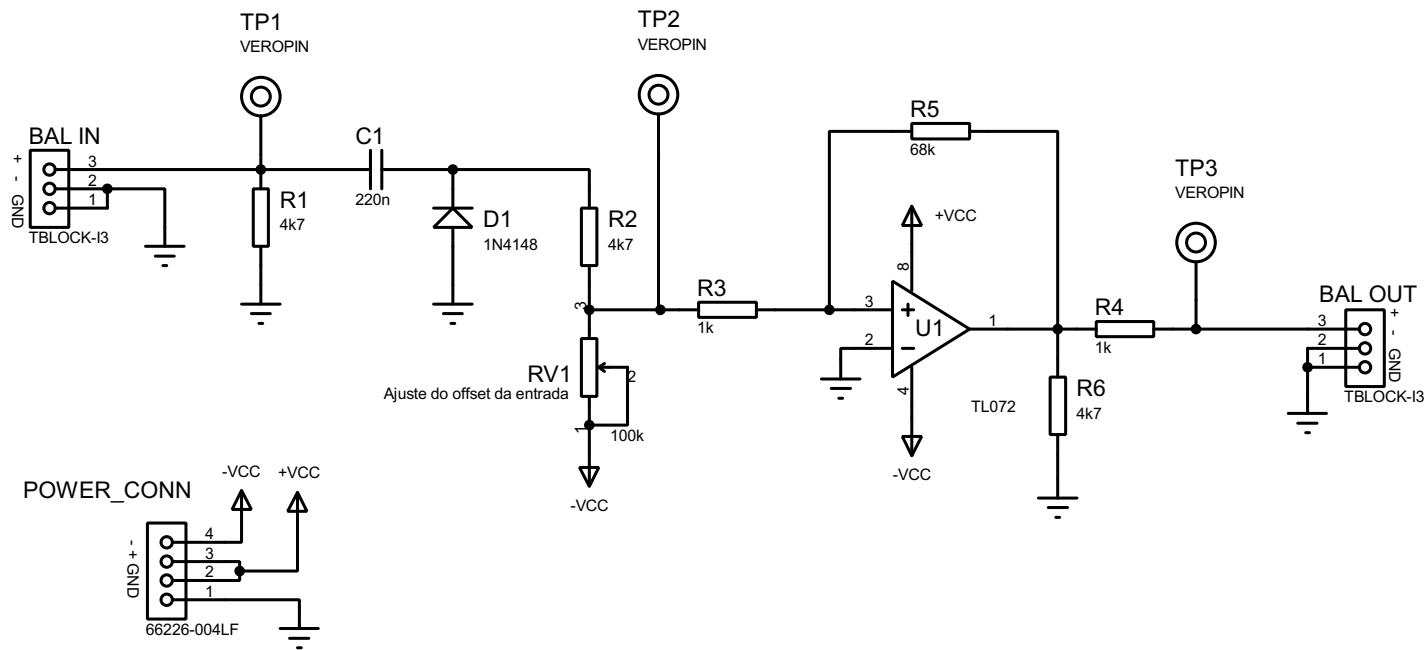 TP1
VEROPIN
TP2
VEROPIN
BAL IN
+
-
GND
3
2
1
TBLOCK-I3
R1
4k7
C1
220n
D1
1N4148
R2
4k7
3
RV1
Ajuste do offset da entrada
2
1
100k
-VCC
R3
1k
R5
68k
+VCC
8
3
+
U1
1
2
−
4
TL072
-VCC
R4
1k
R6
4k7
TP3
VEROPIN
BAL OUT
3
2
1
+
-
GND
TBLOCK-I3
POWER_CONN
-VCC
+VCC
- + GND
4
3
2
1
66226-004LF